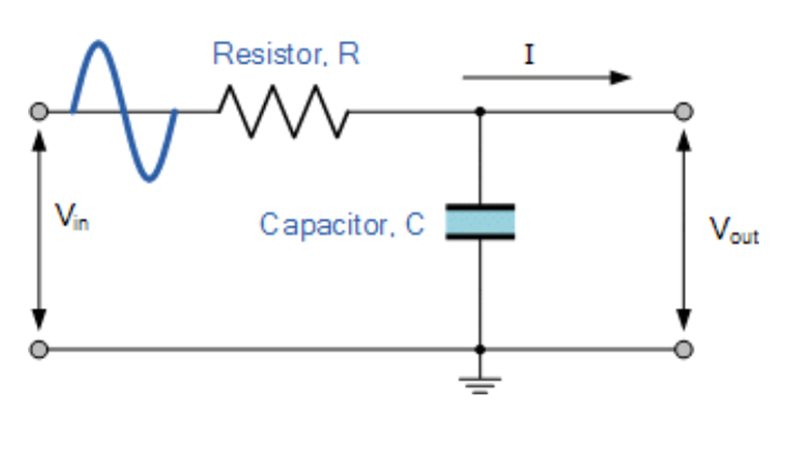 Resistor, R
I
Vin
Capacitor, C
Vout